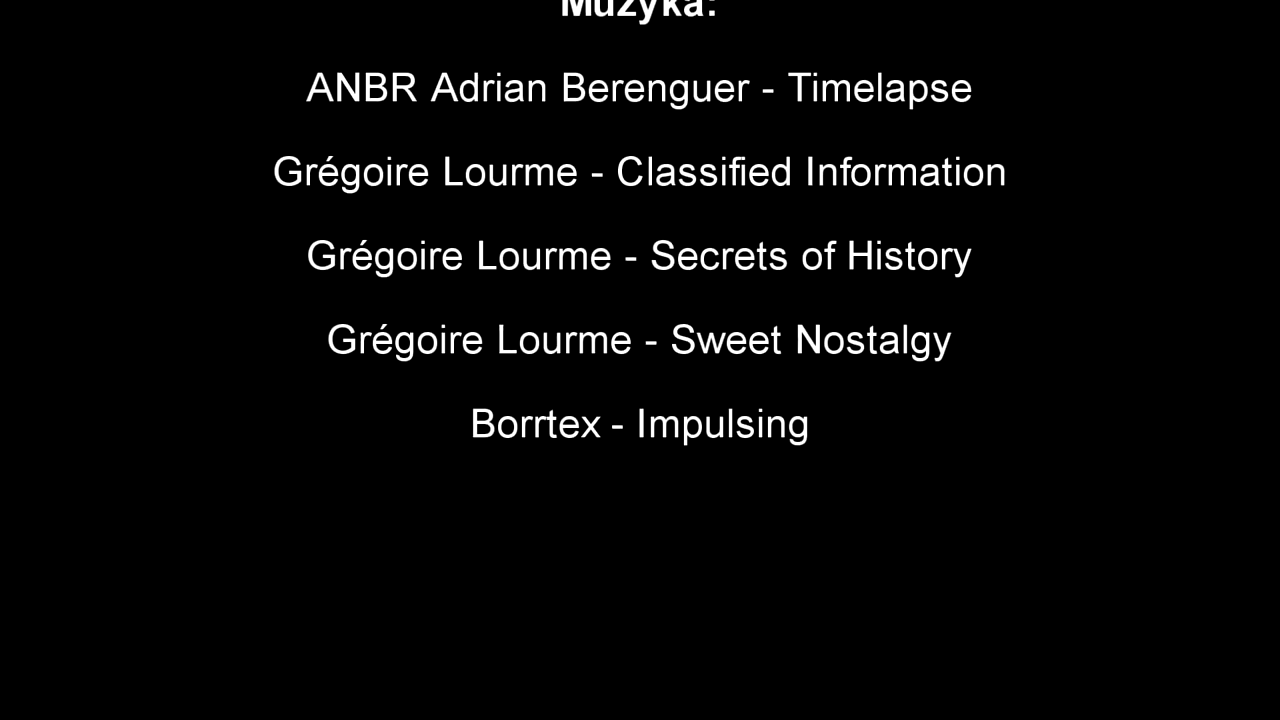 Muzyka:
ANBR Adrian Berenguer - Timelapse
Grégoire Lourme - Classified Information
Grégoire Lourme - Secrets of History
Grégoire Lourme - Sweet Nostalgy
Borrtex - Impulsing